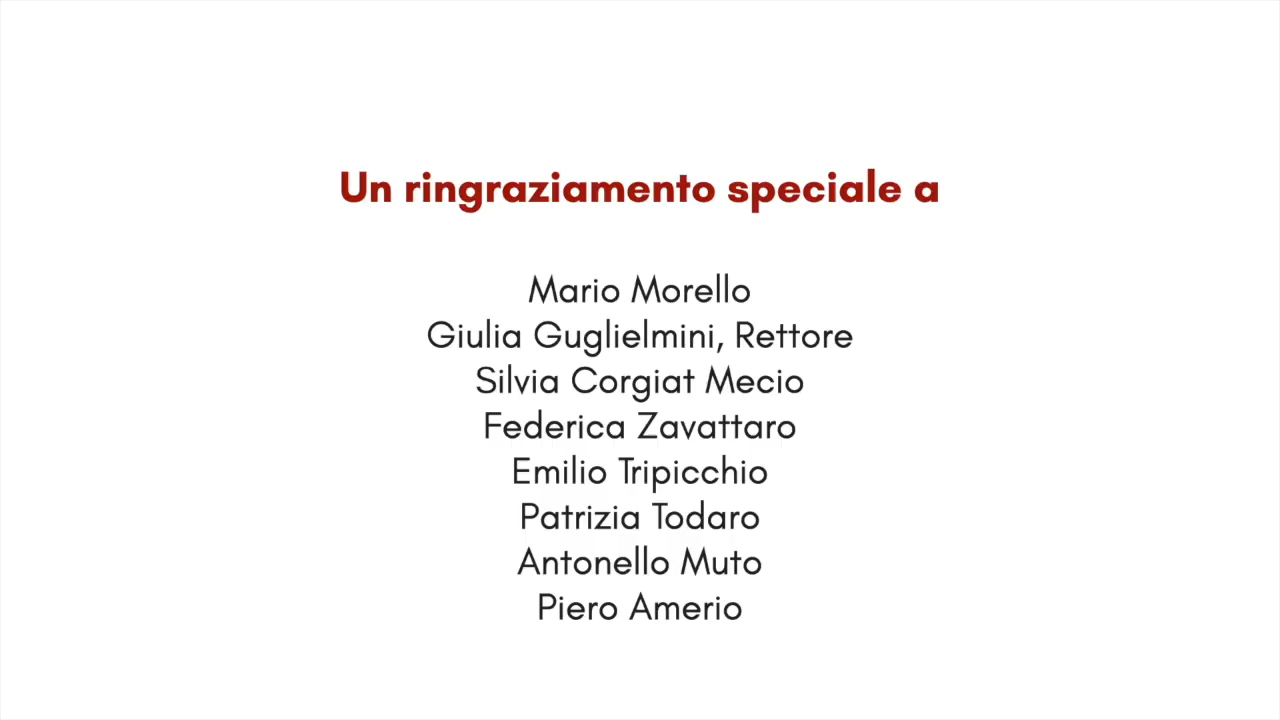 Un ringraziamento speciale a
Mario Morello
Giulia Guglielmini, Rettore
Silvia Corgiat Mecio
Federica Zavattaro
Emilio Tripicchio
Patrizia Todaro
Antonello Muto
Piero Amerio